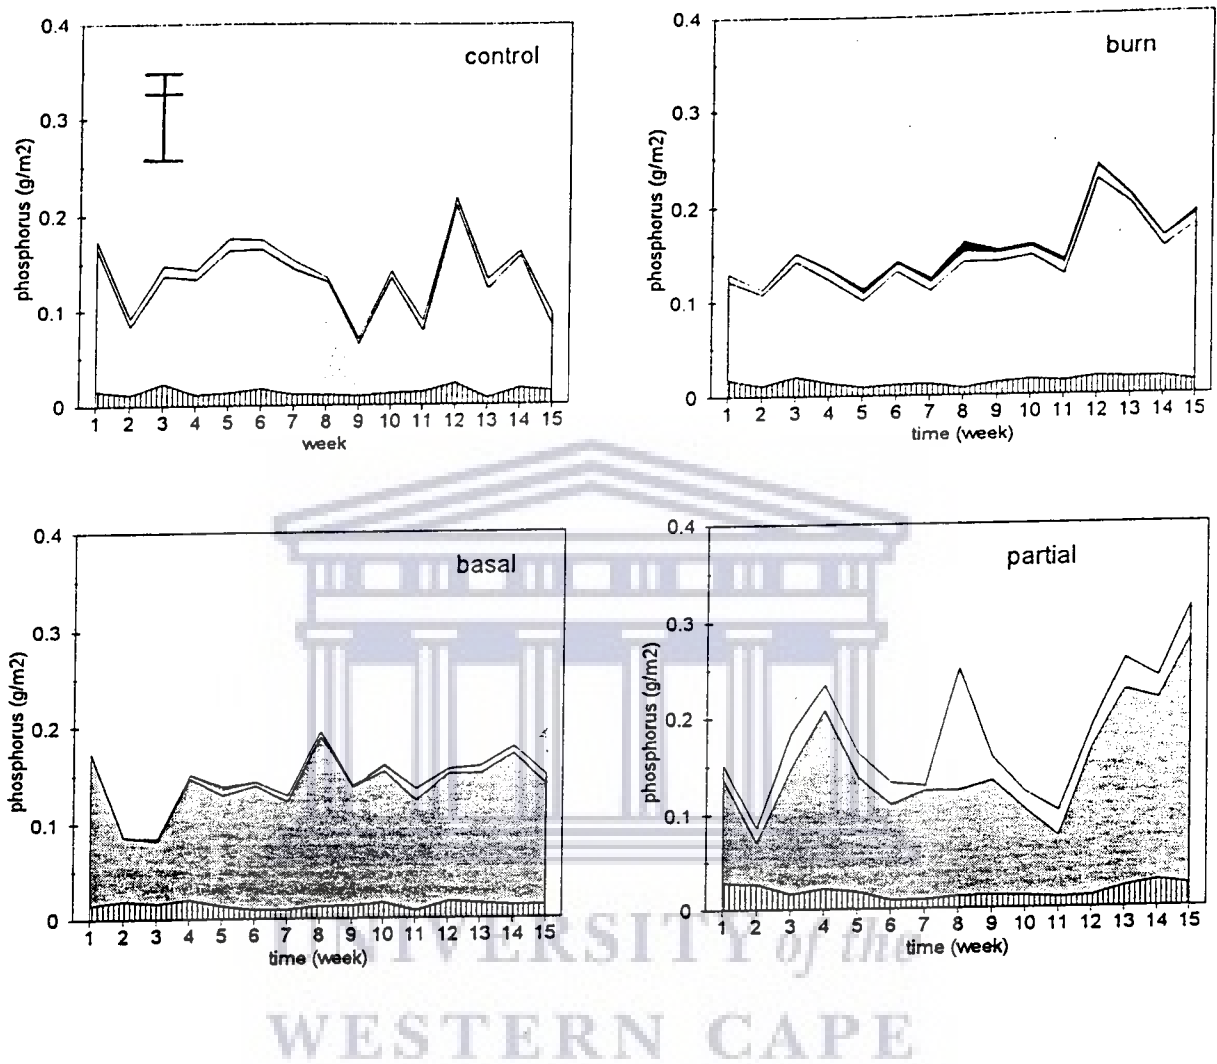 control
phosphorus (g/m2)
0.4
0.3
0.2
0.1
0
1 2 3 4 5 6 7 8 9 10 11 12 13 14 15
week
burn
phosphorus (g/m2)
0.4
0.3
0.2
0.1
0
1 2 3 4 5 6 7 8 9 10 11 12 13 14 15
time (week)
basal
phosphorus (g/m2)
0.4
0.3
0.2
0.1
0
1 2 3 4 5 6 7 8 9 10 11 12 13 14 15
time (week)
partial
phosphorus (g/m2)
0.4
0.3
0.2
0.1
0
1 2 3 4 5 6 7 8 9 10 11 12 13 14 15
time (week)
UNIVERSITY of the
WESTERN CAPE